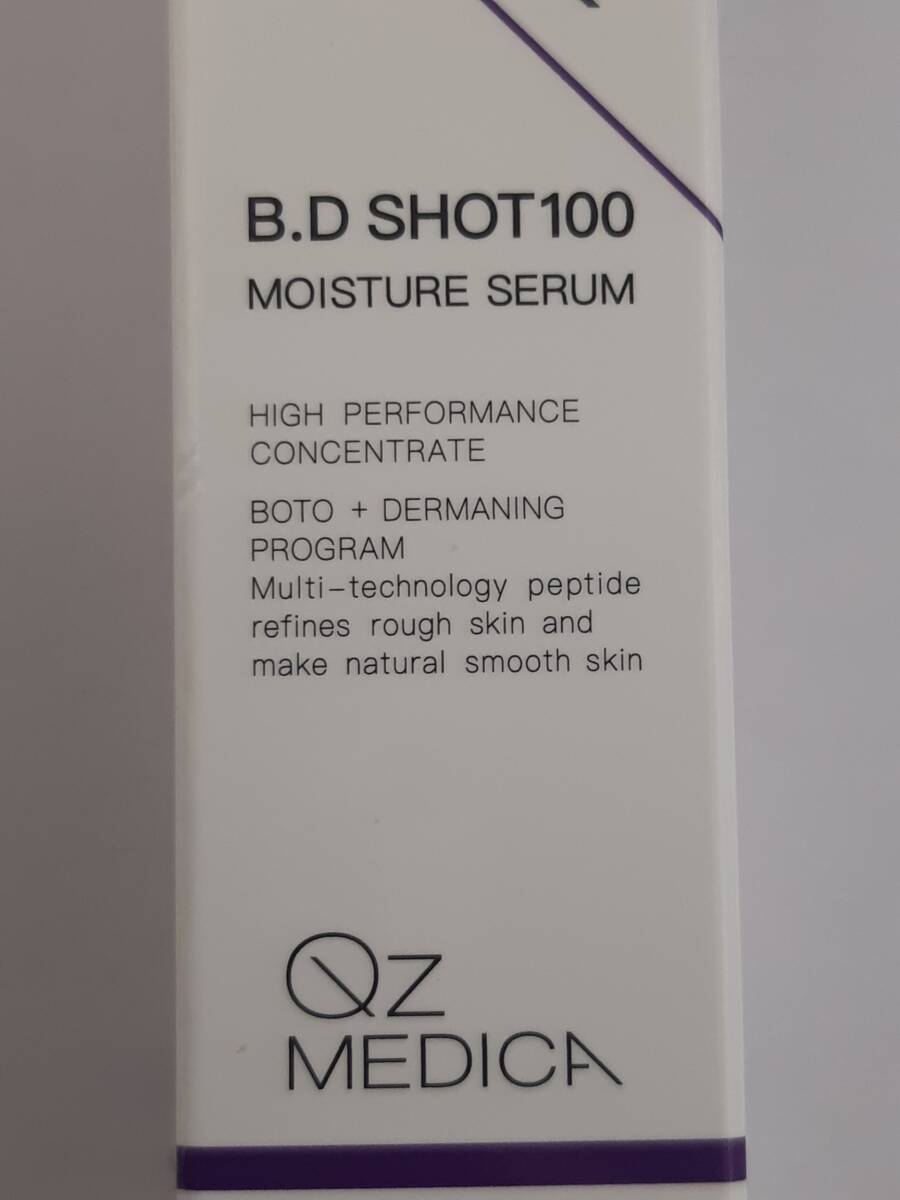 B.D SHOT100
MOISTURE SERUM
HIGH PERFORMANCE
CONCENTRATE
BOTO + DERMANING
PROGRAM
Multi-technology peptide
refines rough skin and
make natural smooth skin
QZ
MEDICA